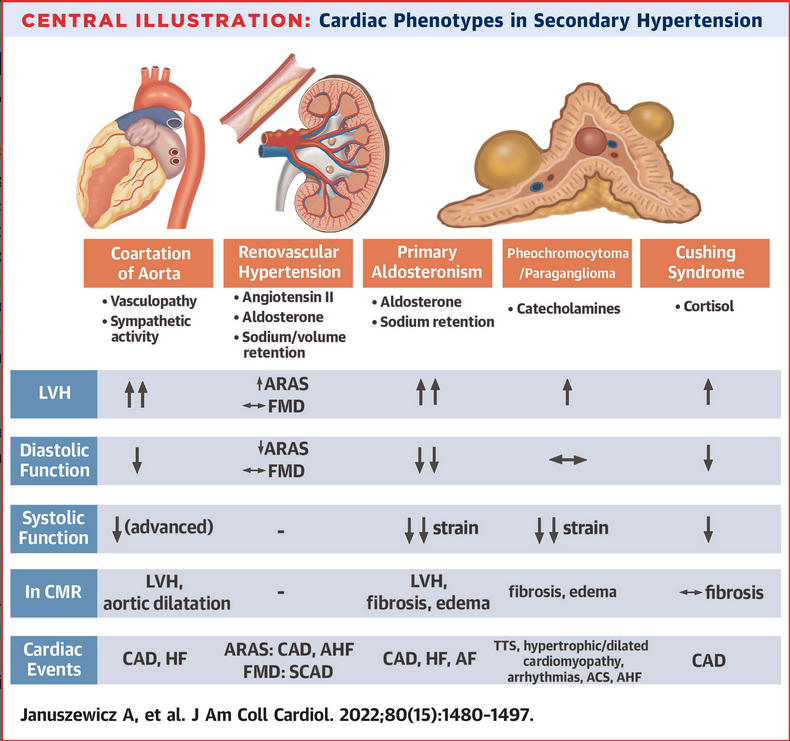 CENTRAL ILLUSTRATION: Cardiac Phenotypes in Secondary Hypertension
Coartation
of Aorta
• Vasculopathy
• Sympathetic
activity
Renovascular
Hypertension
• Angiotensin II
• Aldosterone
• Sodium/volume
retention
Primary
Aldosteronism
• Aldosterone
• Sodium retention
Pheochromocytoma
/Paraganglioma
• Catecholamines
Cushing
Syndrome
• Cortisol
LVH
↑↑
↑ARAS
↔FMD
↑↑
↑
↑
Diastolic
Function
↓
↓ARAS
↔FMD
↓↓
↔
↓
Systolic
Function
↓(advanced)
-
↓↓ strain
↓↓ strain
↓
In CMR
LVH,
aortic dilatation
-
LVH,
fibrosis, edema
fibrosis, edema
↔fibrosis
Cardiac
Events
CAD, HF
ARAS: CAD, AHF
FMD: SCAD
CAD, HF, AF
TTS, hypertrophic/dilated
cardiomyopathy,
arrhythmias, ACS, AHF
CAD
Januszewicz A, et al. J Am Coll Cardiol. 2022;80(15):1480-1497.